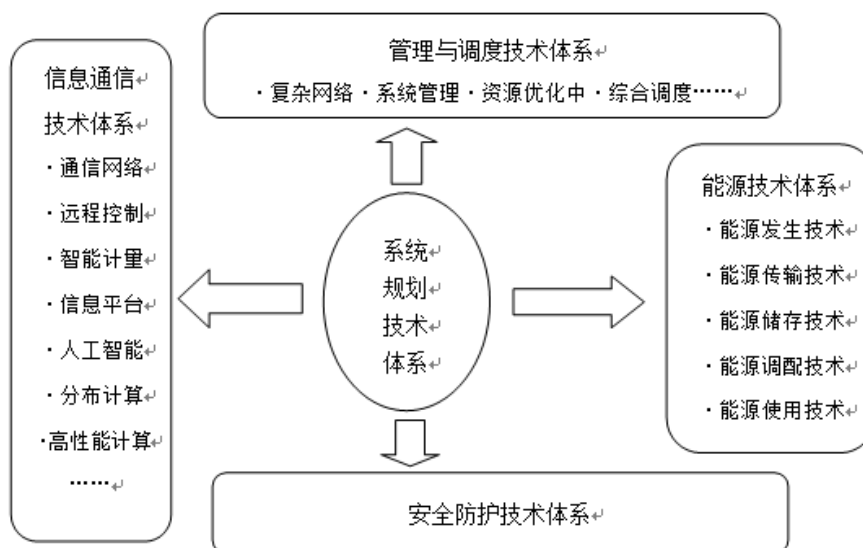 管理与调度技术体系
·复杂网络·系统管理·资源优化中·综合调度……
信息通信
技术体系
·通信网络
·远程控制
·智能计量
·信息平台
·人工智能
·分布计算
·高性能计算
……
系统
规划
技术
体系
能源技术体系
·能源发生技术
·能源传输技术
·能源储存技术
·能源调配技术
·能源使用技术
安全防护技术体系